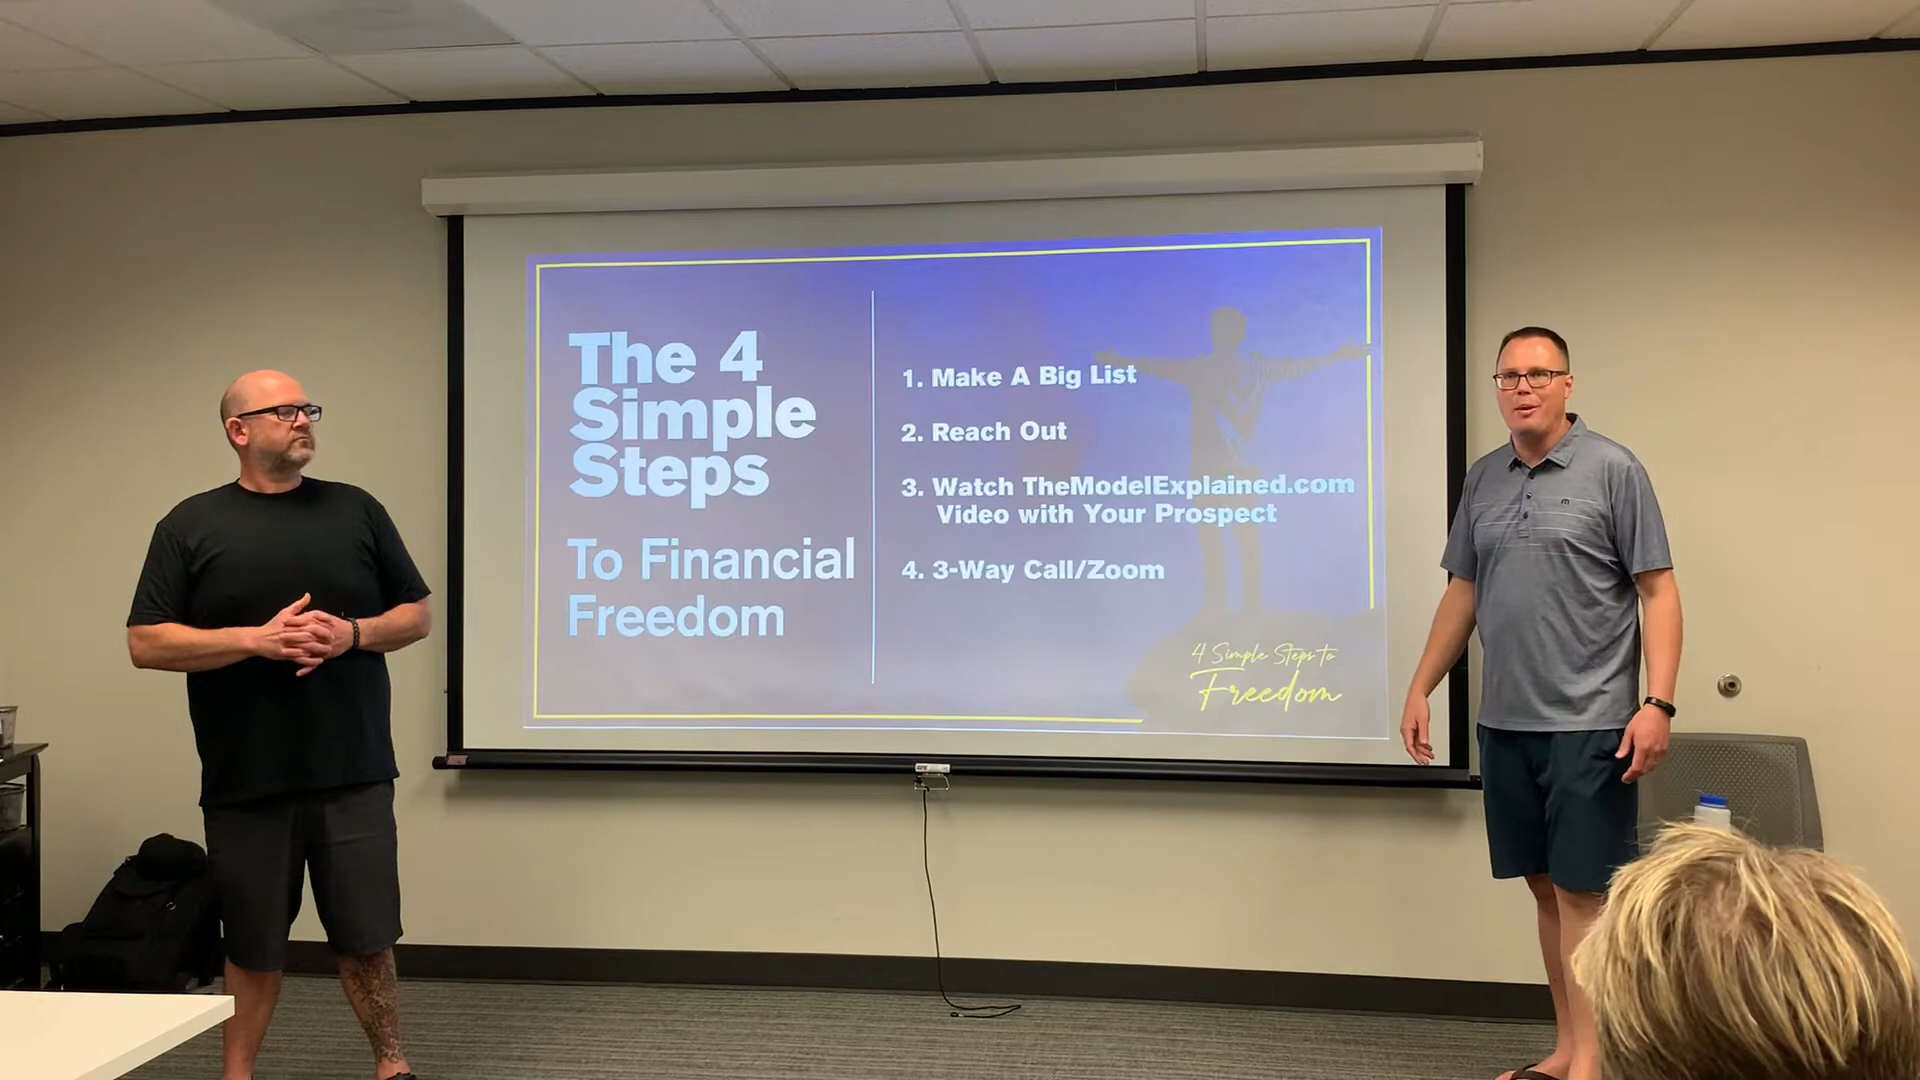 The 4
Simple
Steps
To Financial
Freedom
1. Make A Big List
2. Reach Out
3. Watch TheModelExplained.com
Video with Your Prospect
4. 3-Way Call/Zoom
4 Simple Steps to
Freedom